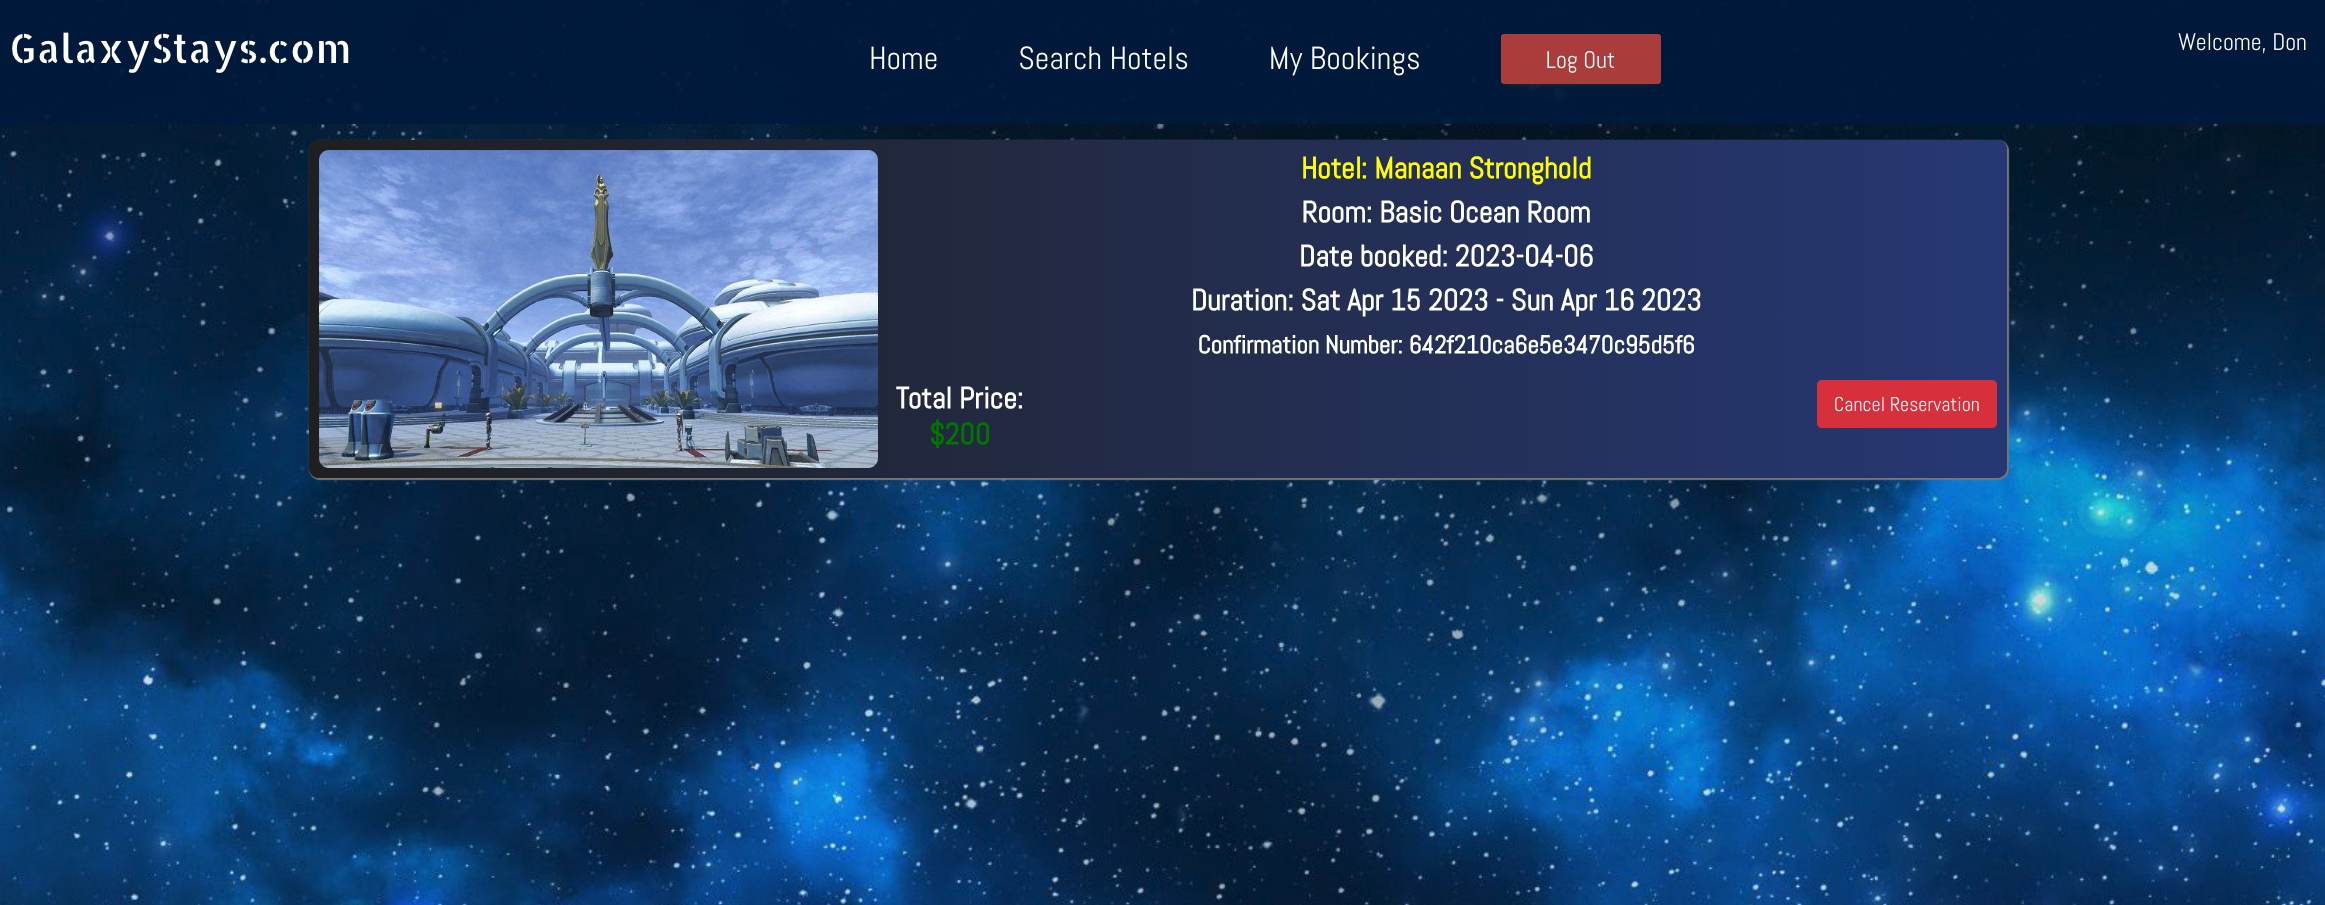 GalaxyStays.com
Home
Search Hotels
My Bookings
Log Out
Welcome, Don
Hotel: Manaan Stronghold
Room: Basic Ocean Room
Date booked: 2023-04-06
Duration: Sat Apr 15 2023 - Sun Apr 16 2023
Confirmation Number: 642f210ca6e5e3470c95d5f6
Total Price:
$200
Cancel Reservation